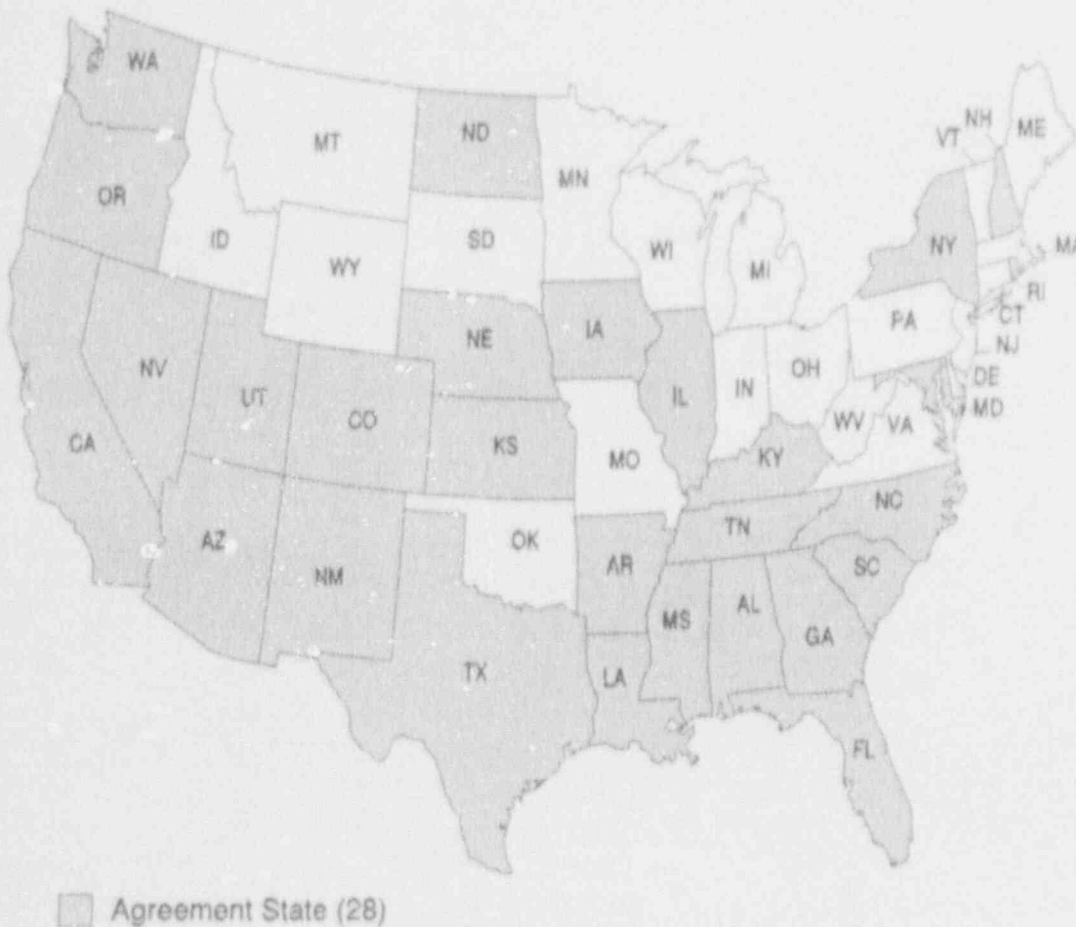 WA
MT
ND
MN
VT
NH
ME
OR
ID
SD
WI
MI
NY
MA
WY
RI
CT
NJ
PA
NE
IA
NV
UT
CO
IL
IN
OH
DE
MD
WV
VA
CA
KS
MO
KY
NC
AZ
NM
OK
AR
TN
SC
MS
AL
GA
TX
LA
FL
Agreement State (28)